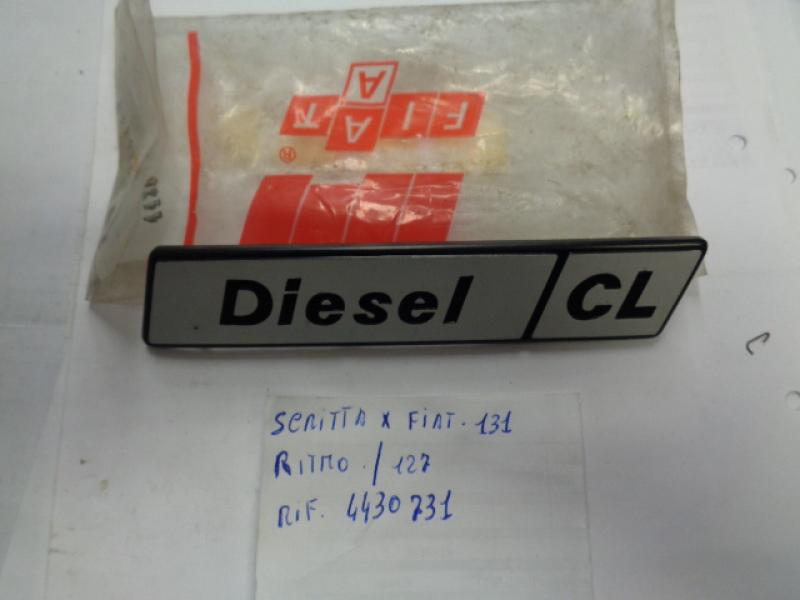 FIAT
®
Diesel CL
SCRITTA X FIAT. 131
RITMO. / 127
RIF. 4430731